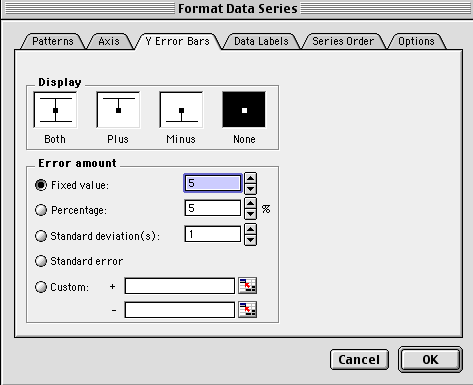 Format Data Series
Patterns Axis Y Error Bars Data Labels Series Order Options
Display
Both Plus Minus None
Error amount
Fixed value: 5
Percentage: 5 %
Standard deviation(s): 1
Standard error
Custom: +
-
Cancel OK